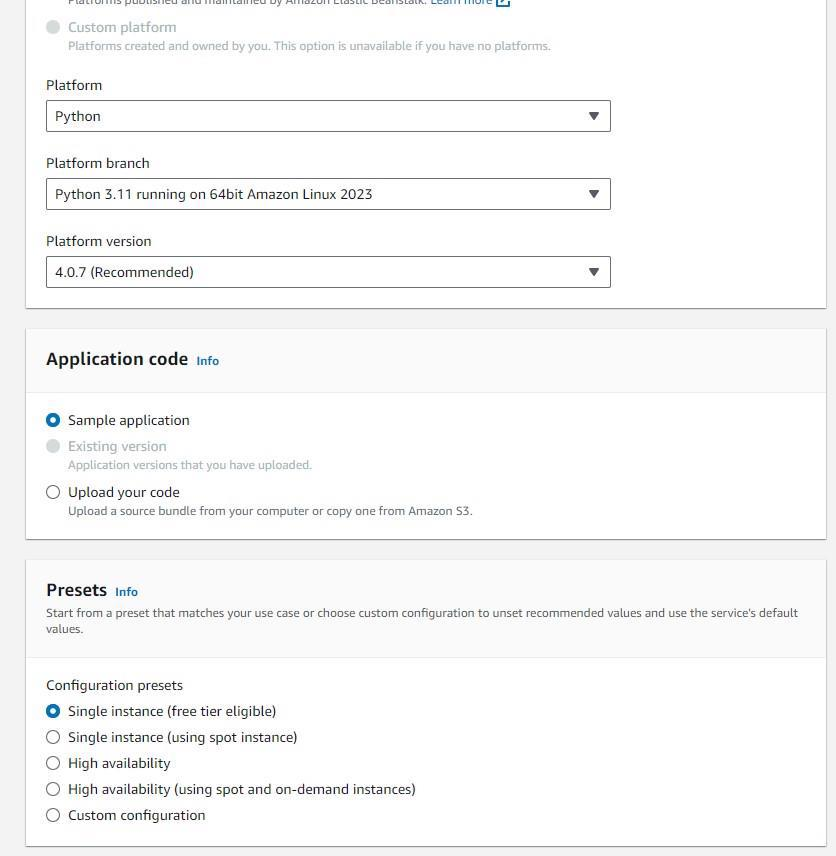 Platforms published and maintained by Amazon Elastic Beanstalk. Learn more
Custom platform
Platforms created and owned by you. This option is unavailable if you have no platforms.
Platform
Python
Platform branch
Python 3.11 running on 64bit Amazon Linux 2023
Platform version
4.0.7 (Recommended)
Application code Info
Sample application
Existing version
Application versions that you have uploaded.
Upload your code
Upload a source bundle from your computer or copy one from Amazon S3.
Presets Info
Start from a preset that matches your use case or choose custom configuration to unset recommended values and use the service's default
values.
Configuration presets
Single instance (free tier eligible)
Single instance (using spot instance)
High availability
High availability (using spot and on-demand instances)
Custom configuration